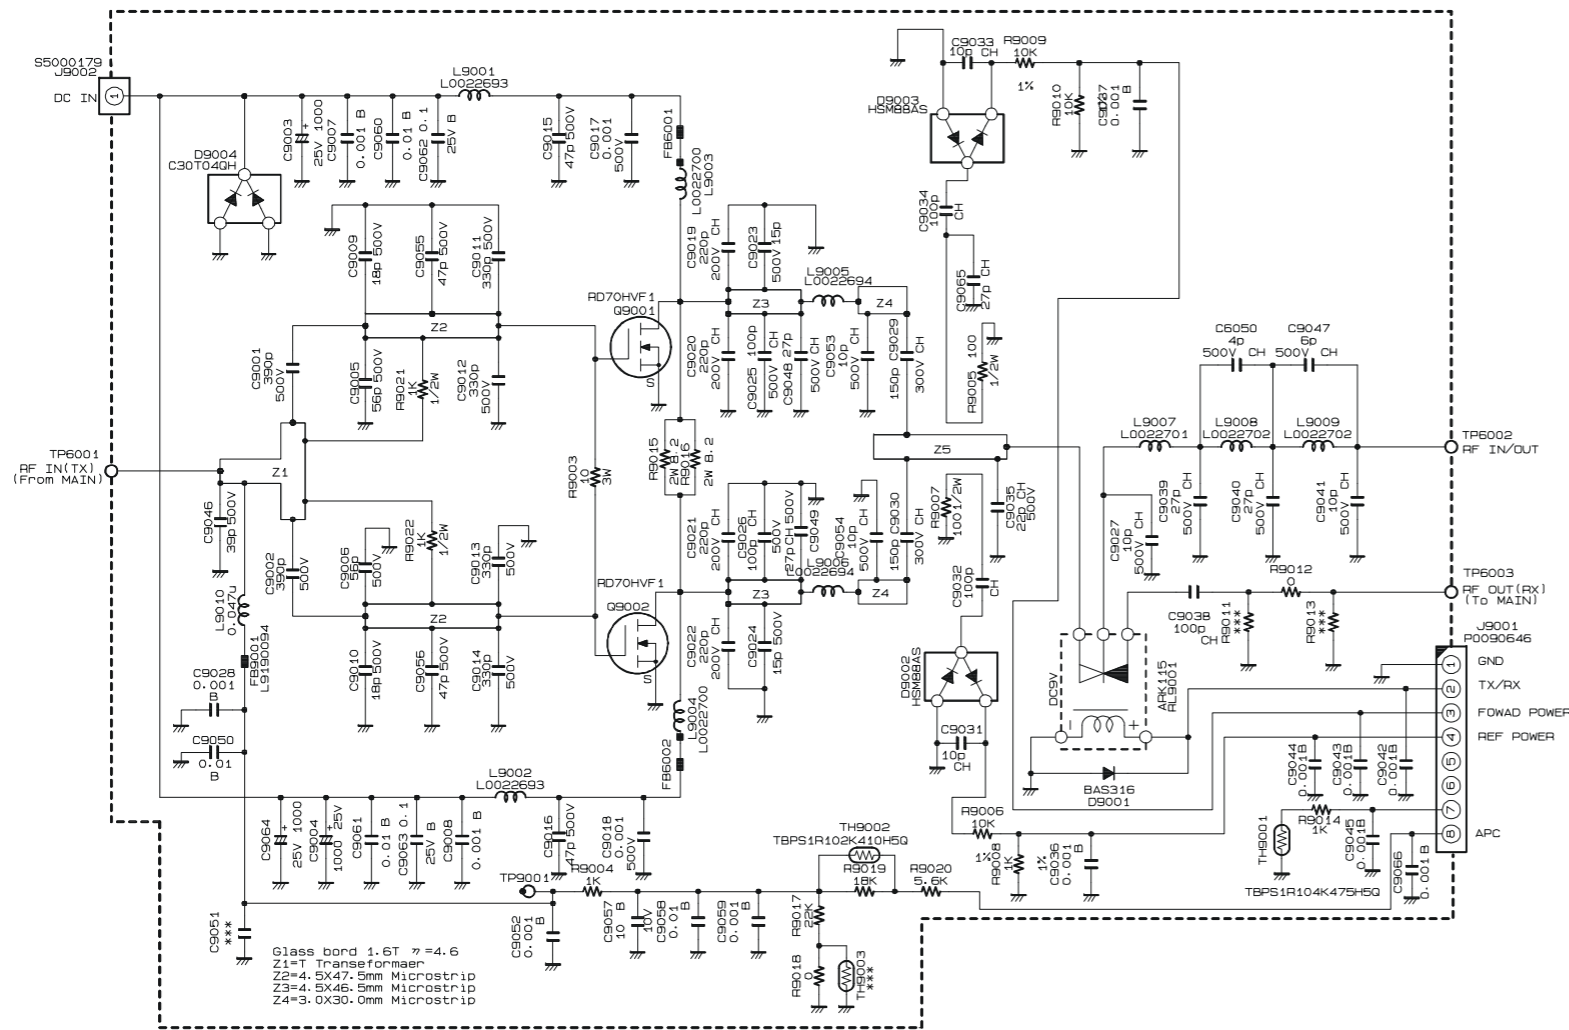 S5000179
J9002
DC IN
1
L9001
L0022693
C9003
25V 1000
C9007
0.001 B
C9060
0.01 B
C9062 0.1
25V B
C9015
47p 500V
C9017
0.001
500V
FB6001
L0022700
L9003
D9004
C30T04QH
C9033
10p CH
R9009
10K
1%
D9003
HSM88AS
R9010
10K
0.001
B
C9034
100p
CH
C9065
27p CH
R9005 100
1/2W
C9009
18p 500V
C9055
47p 500V
C9011
330p 500V
C9019
220p
200V CH
C9023
500V 15p
L9005
L0022694
RD70HVF1
Q9001
S
Z2
Z3
Z4
C9001
390p
500V
C9005
56p 500V
R9021
1K
1/2W
C9012
330p
500V
C9020
220p
200V CH
C9025 100p
500V CH
C9048 27p
500V CH
C9053
10p
500V CH
150p C9029
300V CH
C6050
4p
500V CH
C9047
6p
500V CH
L9007
L0022701
L9008
L0022702
L9009
L0022702
TP6001
RF IN(TX)
(From MAIN)
Z1
R9003
10
3W
R9015
2W 8.2
R9016
2W 8.2
Z5
TP6002
RF IN/OUT
C9046
39p 500V
C9002
390p
500V
C9006
56p
500V
R9022
1K
1/2W
C9013
330p
500V
C9021
220p
200V CH
C9026
100p CH
500V
27p CH 500V
C9049
C9054
10p
500V CH
150p C9030
300V CH
R9007
100 1/2W
C9035
22p CH
500V
C9027
10p
500V CH
C9039
27p
500V CH
C9040
27p
500V CH
C9041
10p
500V CH
L9006
L0022694
RD70HVF1
Q9002
S
Z2
Z3
Z4
C9032
100p
CH
C9038
100p
CH
R9011
***
R9012
0
R9013
***
TP6003
RF OUT(RX)
(To MAIN)
L9010
0.047u
FB9001
L9190094
C9028
0.001
B
C9050
0.01
B
C9010
18p 500V
C9056
47p 500V
C9014
330p
500V
C9022
220p
200V CH
C9024
15p 500V
L9004
L0022700
FB6002
D9002
HSM88AS
C9031
10p
CH
DC9V
- +
ARK115
RL9001
BAS316
D9001
J9001
P0090646
1 GND
2 TX/RX
3 FOWAD POWER
4 REF POWER
5
6
7
8 APC
C9044
0.001B
C9043
0.001B
C9042
0.001B
L9002
L0022693
C9064
25V 1000
C9004
1000 25V
C9061
0.01 B
C9063 0.1
25V B
C9008
0.001 B
C9016
47p 500V
C9018
0.001
500V
TH9002
TBPS1R102K410H5Q
R9006
10K
1%
R9008
1K
1%
C9036
0.001
B
TH9001
R9014
1K
C9045
0.001B
C9066
0.001 B
TBPS1R104K475H5Q
TP9001
R9004
1K
R9019
18K
R9020
5.6K
C9051
***
C9052
0.001
B
C9057
10 B
10V
C9058
0.01
B
C9059
0.001
B
R9017
22K
R9018
0
TH9003
***
Glass bord 1.6T η=4.6
Z1=T Transeformaer
Z2=4.5X47.5mm Microstrip
Z3=4.5X46.5mm Microstrip
Z4=3.0X30.0mm Microstrip